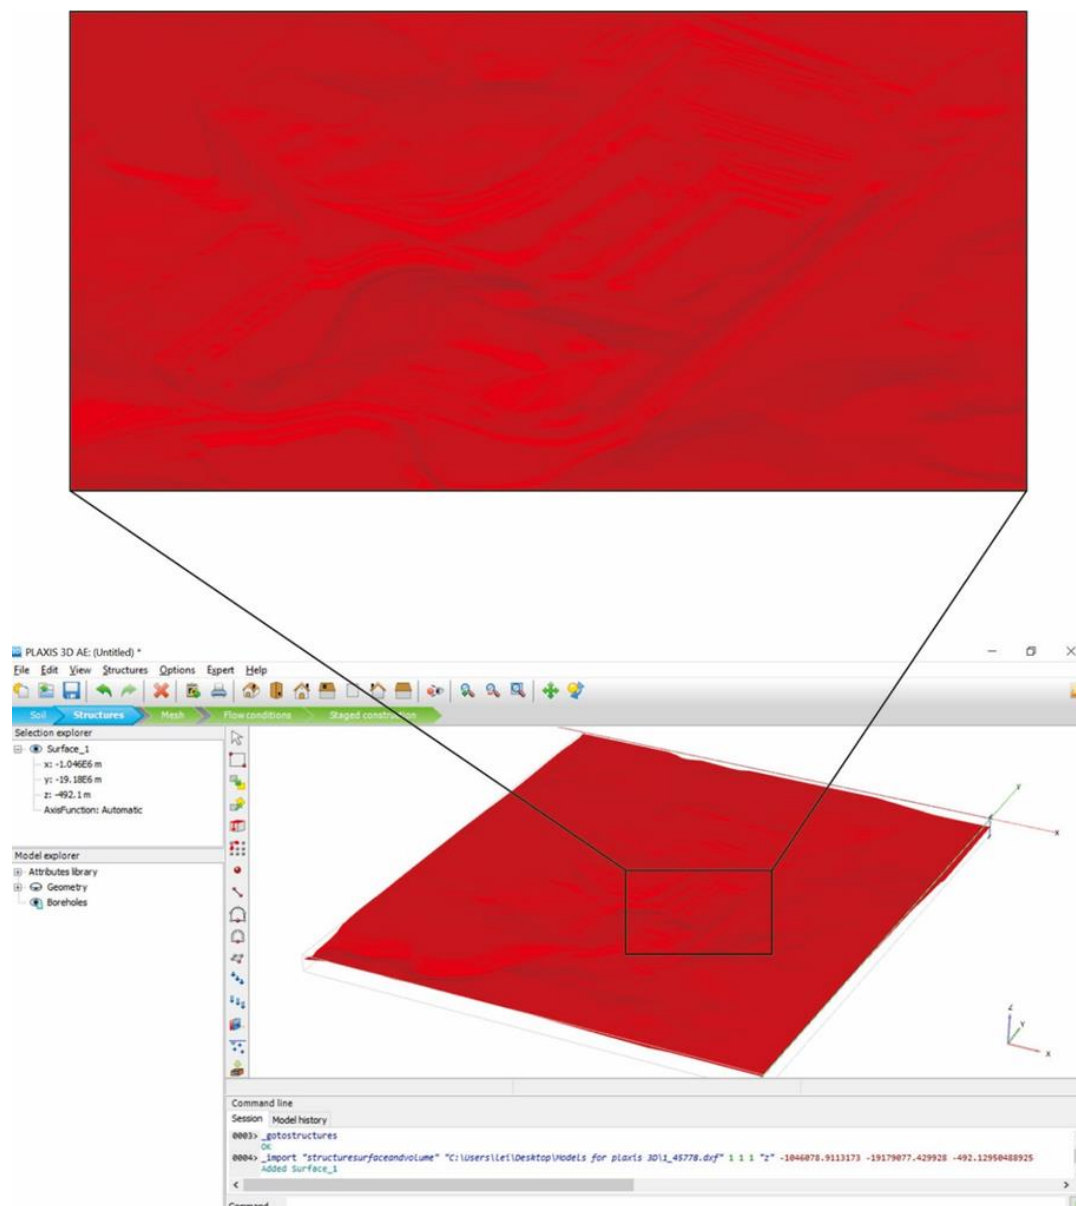 PLAXIS 3D AE: (Untitled) *
File Edit View Structures Options Expert Help
Soil Structures Mesh Flow conditions Staged construction
Selection explorer
Surface_1
x: -1.046E6 m
y: -19.18E6 m
z: -492.1 m
AxisFunction: Automatic
Model explorer
Attributes library
Geometry
Boreholes
Y
X
Z
Y
X
Command line
Session Model history
0003> _gotostructures
OK
0004> _import "structuresurfaceandvolume" "C:\Users\lei\Desktop\Models for plaxis 3D\1_45778.dxf" 1 1 1 "z" -1046078.9113173 -19179077.429928 -492.12950488925
Added Surface_1
Command